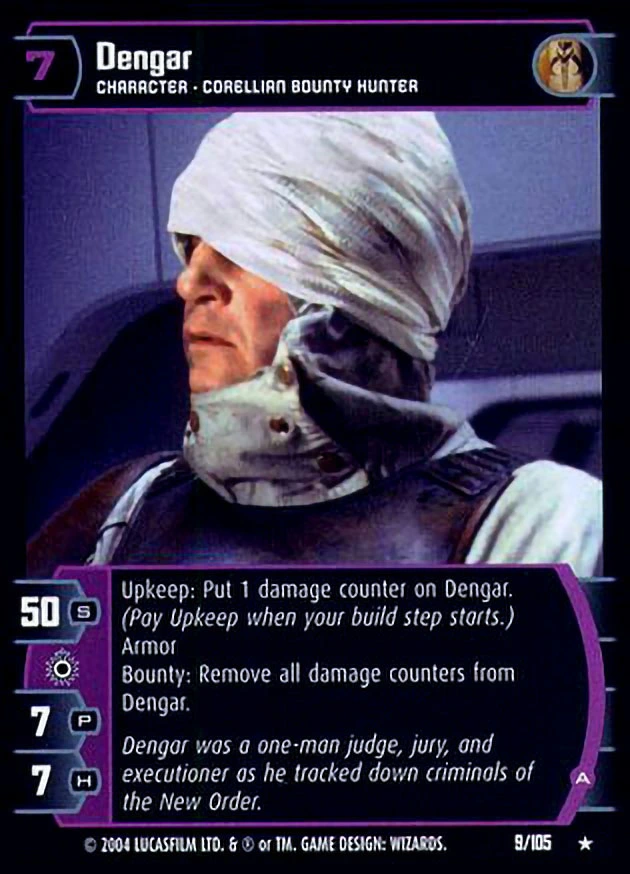 7
Dengar
CHARACTER • CORELLIAN BOUNTY HUNTER
50 S
7 P
7 H
Upkeep: Put 1 damage counter on Dengar.
(Pay Upkeep when your build step starts.)
Armor
Bounty: Remove all damage counters from
Dengar.
Dengar was a one-man judge, jury, and
executioner as he tracked down criminals of
the New Order.
A
© 2004 LUCASFILM LTD. & ® or TM. GAME DESIGN: WIZARDS.
9/105